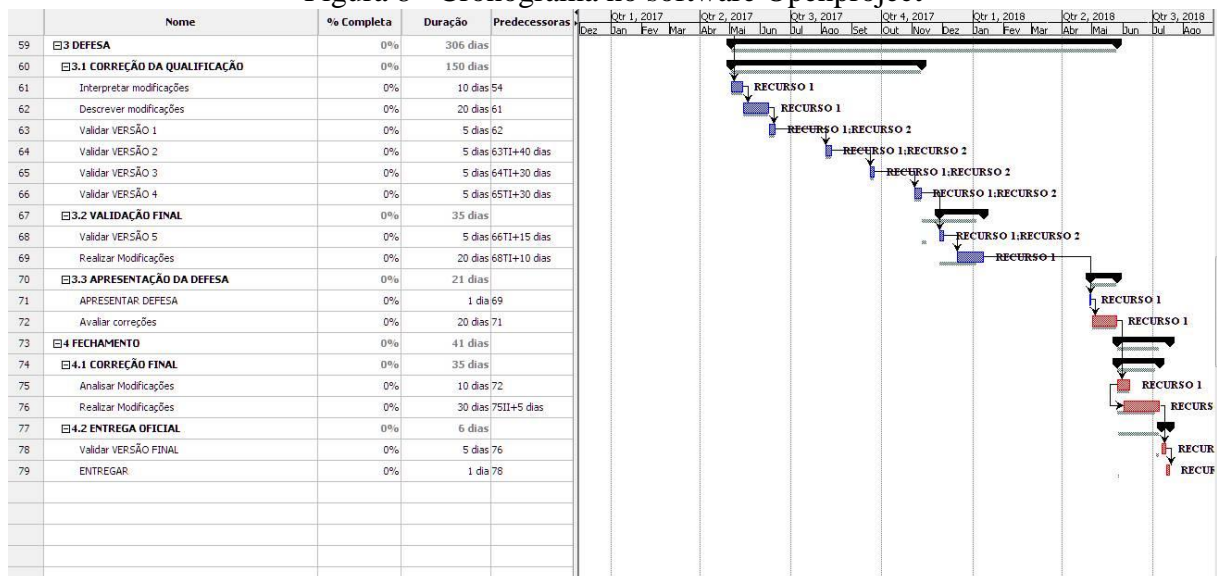 Figura 8 - Cronograma no software Openproject
Nome % Completa Duração Predecessoras
Qtr 1, 2017 Qtr 2, 2017 Qtr 3, 2017 Qtr 4, 2017 Qtr 1, 2018 Qtr 2, 2018 Qtr 3, 2018
Dez Jan Fev Mar Abr Mai Jun Jul Ago Set Out Nov Dez Jan Fev Mar Abr Mai Jun Jul Ago
59 3 DEFESA 0% 306 dias
60 3.1 CORREÇÃO DA QUALIFICAÇÃO 0% 150 dias
61 Interpretar modificações 0% 10 dias 54 RECURSO 1
62 Descrever modificações 0% 20 dias 61 RECURSO 1
63 Validar VERSÃO 1 0% 5 dias 62 RECURSO 1;RECURSO 2
64 Validar VERSÃO 2 0% 5 dias 63TI+40 dias RECURSO 1;RECURSO 2
65 Validar VERSÃO 3 0% 5 dias 64TI+30 dias RECURSO 1;RECURSO 2
66 Validar VERSÃO 4 0% 5 dias 65TI+30 dias RECURSO 1;RECURSO 2
67 3.2 VALIDAÇÃO FINAL 0% 35 dias
68 Validar VERSÃO 5 0% 5 dias 66TI+15 dias RECURSO 1;RECURSO 2
69 Realizar Modificações 0% 20 dias 68TI+10 dias RECURSO 1
70 3.3 APRESENTAÇÃO DA DEFESA 0% 21 dias
71 APRESENTAR DEFESA 0% 1 dia 69 RECURSO 1
72 Avaliar correções 0% 20 dias 71 RECURSO 1
73 4 FECHAMENTO 0% 41 dias
74 4.1 CORREÇÃO FINAL 0% 35 dias
75 Analisar Modificações 0% 10 dias 72 RECURSO 1
76 Realizar Modificações 0% 30 dias 75II+5 dias RECURS
77 4.2 ENTREGA OFICIAL 0% 6 dias
78 Validar VERSÃO FINAL 0% 5 dias 76 RECUR
79 ENTREGAR 0% 1 dia 78 RECUR